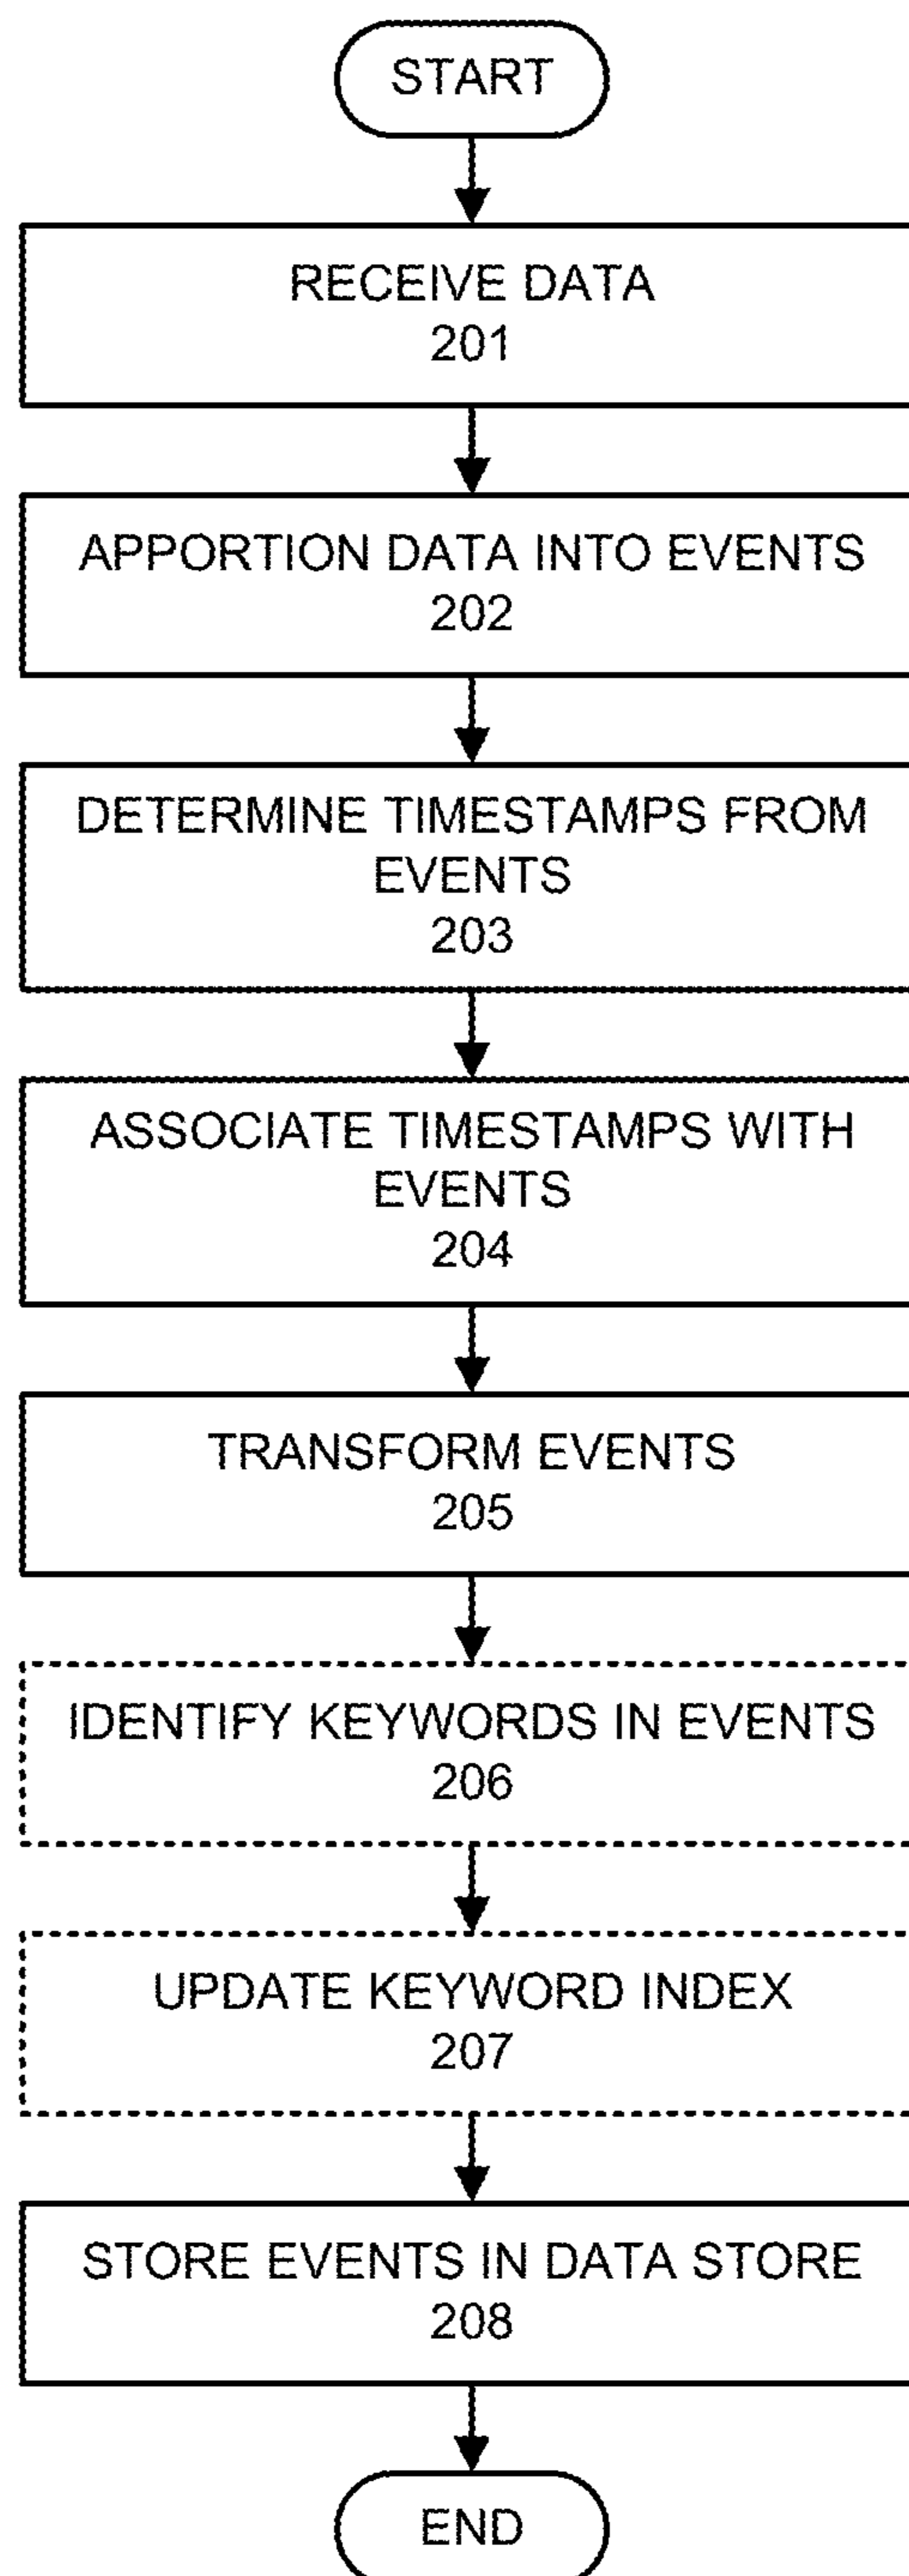 START
RECEIVE DATA
201
APPORTION DATA INTO EVENTS
202
DETERMINE TIMESTAMPS FROM
EVENTS
203
ASSOCIATE TIMESTAMPS WITH
EVENTS
204
TRANSFORM EVENTS
205
IDENTIFY KEYWORDS IN EVENTS
206
UPDATE KEYWORD INDEX
207
STORE EVENTS IN DATA STORE
208
END